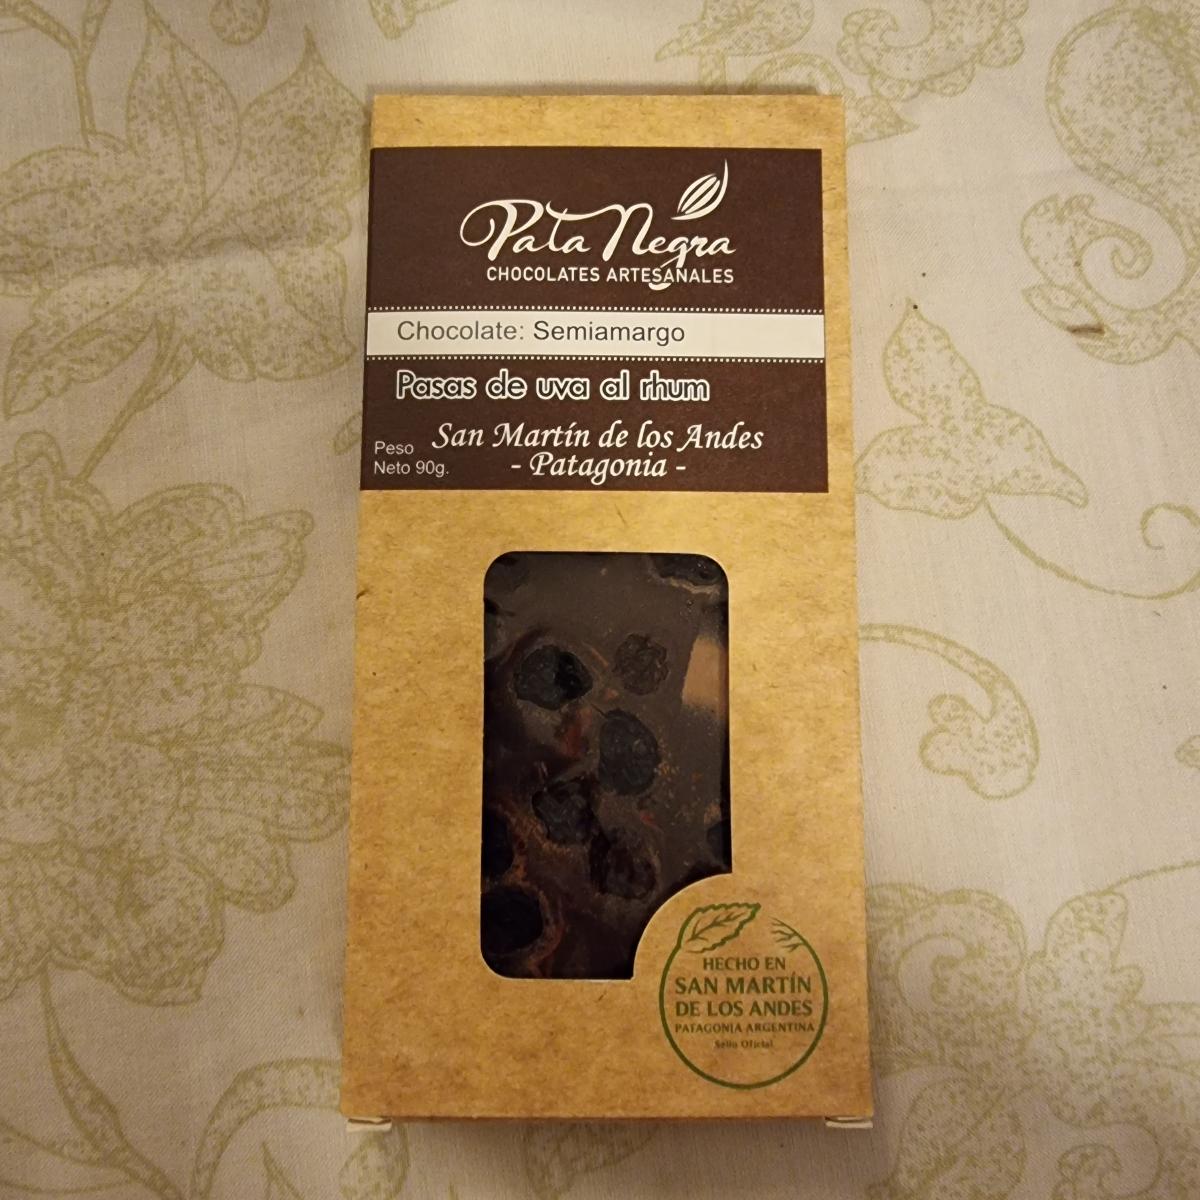 Pata Negra
CHOCOLATES ARTESANALES
Chocolate: Semiamargo
Pasas de uva al rhum
San Martín de los Andes
- Patagonia -
Peso
Neto 90g.
HECHO EN
SAN MARTÍN
DE LOS ANDES
PATAGONIA ARGENTINA
Sello Oficial